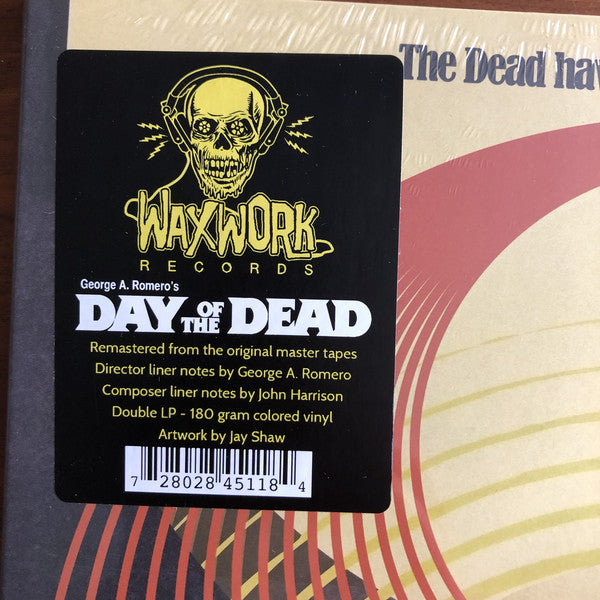 The Dead hav
WAXWORK
RECORDS
George A. Romero's
DAY OF THE DEAD
Remastered from the original master tapes
Director liner notes by George A. Romero
Composer liner notes by John Harrison
Double LP - 180 gram colored vinyl
Artwork by Jay Shaw
7 28028 45118 4